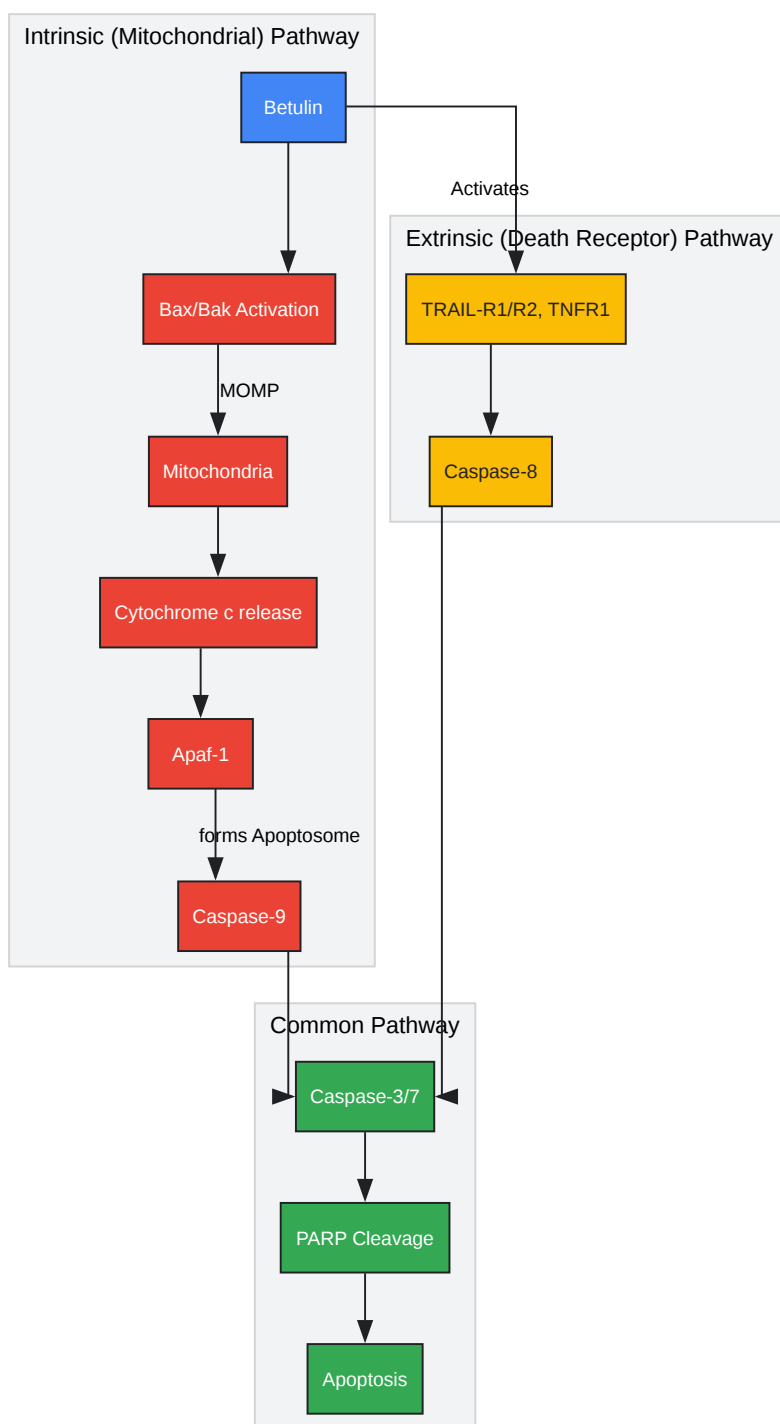 Intrinsic (Mitochondrial) Pathway
Betulin
Activates
Extrinsic (Death Receptor) Pathway
Bax/Bak Activation
TRAIL-R1/R2, TNFR1
MOMP
Mitochondria
Caspase-8
Cytochrome c release
Apaf-1
forms Apoptosome
Caspase-9
Common Pathway
Caspase-3/7
PARP Cleavage
Apoptosis